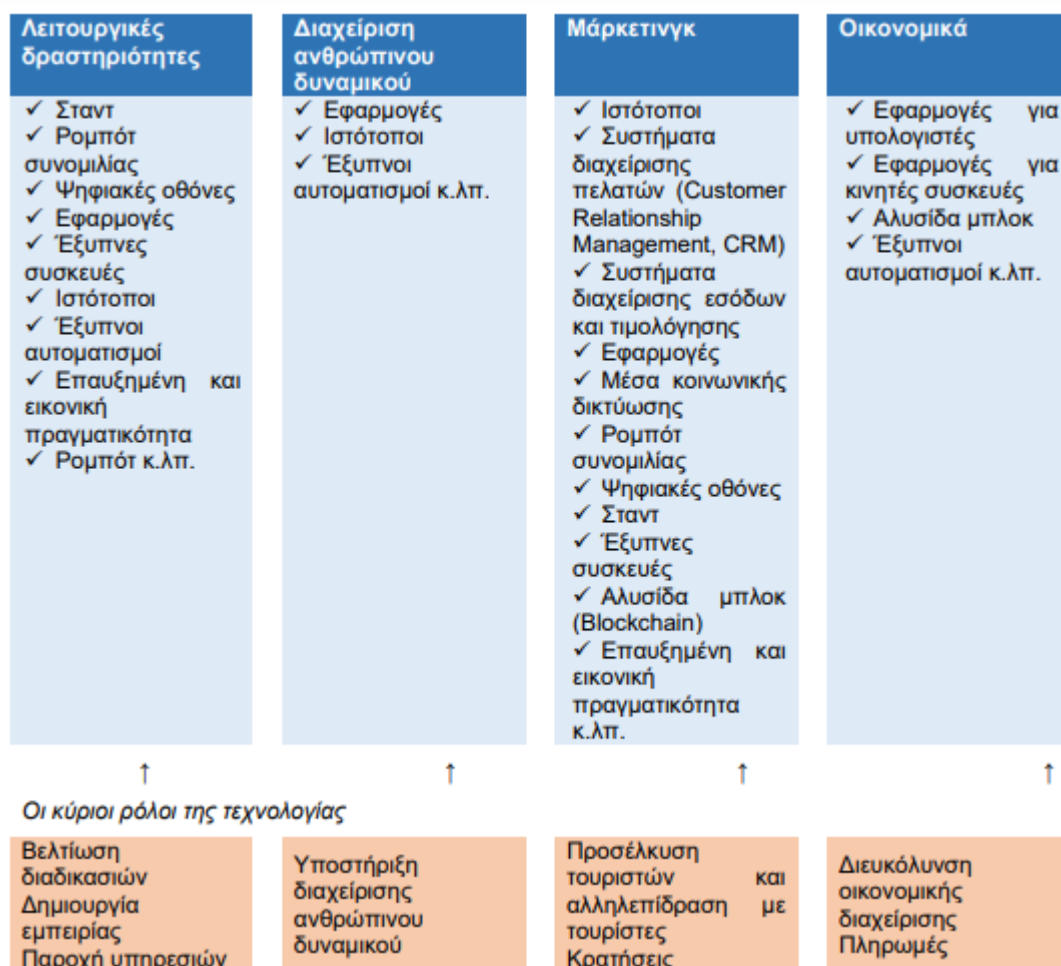 Λειτουργικές
δραστηριότητες
✓ Σταντ
✓ Ρομπότ
συνομιλίας
✓ Ψηφιακές οθόνες
✓ Εφαρμογές
✓ Έξυπνες
συσκευές
✓ Ιστότοποι
✓ Έξυπνοι
αυτοματισμοί
✓ Επαυξημένη και
εικονική
πραγματικότητα
✓ Ρομπότ κ.λπ.
Διαχείριση
ανθρώπινου
δυναμικού
✓ Εφαρμογές
✓ Ιστότοποι
✓ Έξυπνοι
αυτοματισμοί κ.λπ.
Μάρκετινγκ
✓ Ιστότοποι
✓ Συστήματα
διαχείρισης
πελατών (Customer
Relationship
Management, CRM)
✓ Συστήματα
διαχείρισης εσόδων
και τιμολόγησης
✓ Εφαρμογές
✓ Μέσα κοινωνικής
δικτύωσης
✓ Ρομπότ
συνομιλίας
✓ Ψηφιακές οθόνες
✓ Σταντ
✓ Έξυπνες
συσκευές
✓ Αλυσίδα μπλοκ
(Blockchain)
✓ Επαυξημένη και
εικονική
πραγματικότητα
κ.λπ.
Οικονομικά
✓ Εφαρμογές για
υπολογιστές
✓ Εφαρμογές για
κινητές συσκευές
✓ Αλυσίδα μπλοκ
✓ Έξυπνοι
αυτοματισμοί κ.λπ.
↑ ↑ ↑ ↑
Οι κύριοι ρόλοι της τεχνολογίας
Βελτίωση
διαδικασιών
Δημιουργία
εμπειρίας
Παροχή υπηρεσιών
Υποστήριξη
διαχείρισης
ανθρώπινου
δυναμικού
Προσέλκυση
τουριστών και
αλληλεπίδραση με
τουρίστες
Κρατήσεις
Διευκόλυνση
οικονομικής
διαχείρισης
Πληρωμές